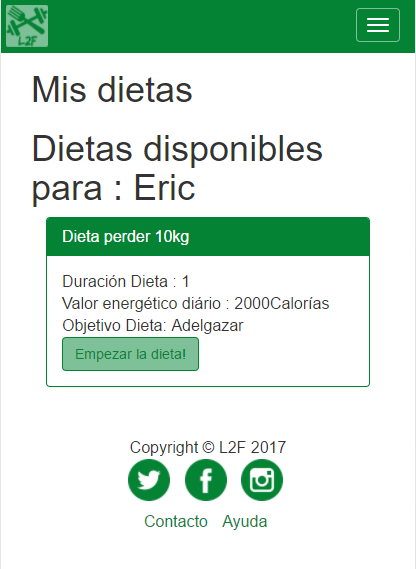 L2F
Mis dietas
Dietas disponibles
para : Eric
Dieta perder 10kg
Duración Dieta : 1
Valor energético diário : 2000Calorías
Objetivo Dieta: Adelgazar
Empezar la dieta!
Copyright © L2F 2017
Contacto Ayuda